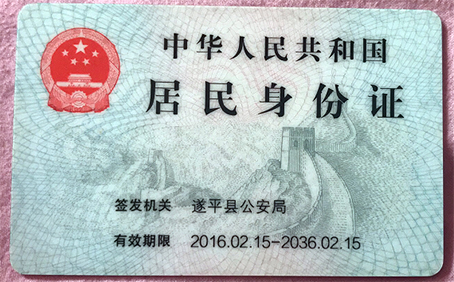 中华人民共和国
居民身份证
签发机关 遂平县公安局
有效期限 2016.02.15-2036.02.15